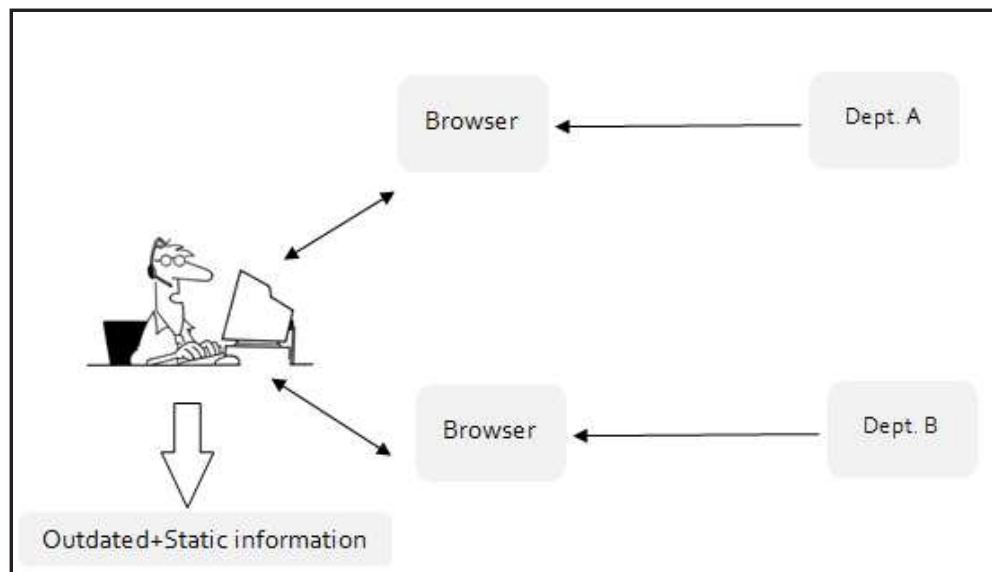 Browser
Dept. A
Browser
Dept. B
Outdated+Static information